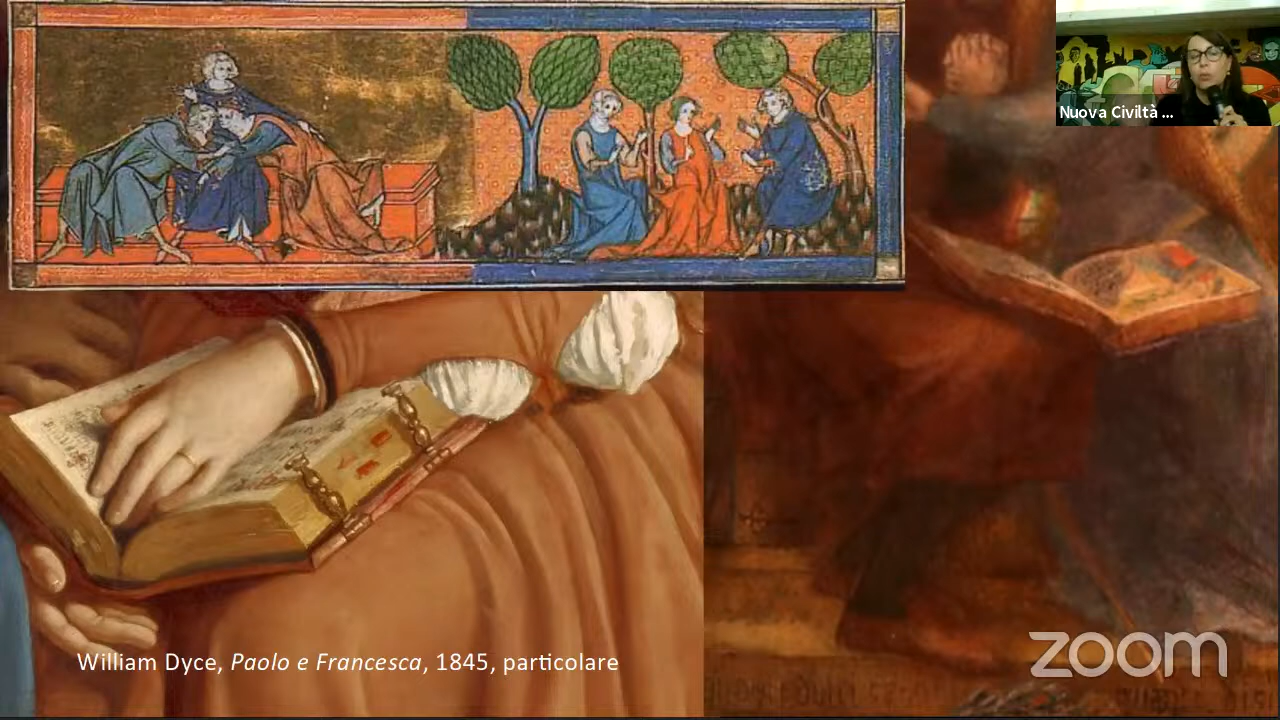 Nuova Civiltà ...
William Dyce, Paolo e Francesca, 1845, particolare
zoom